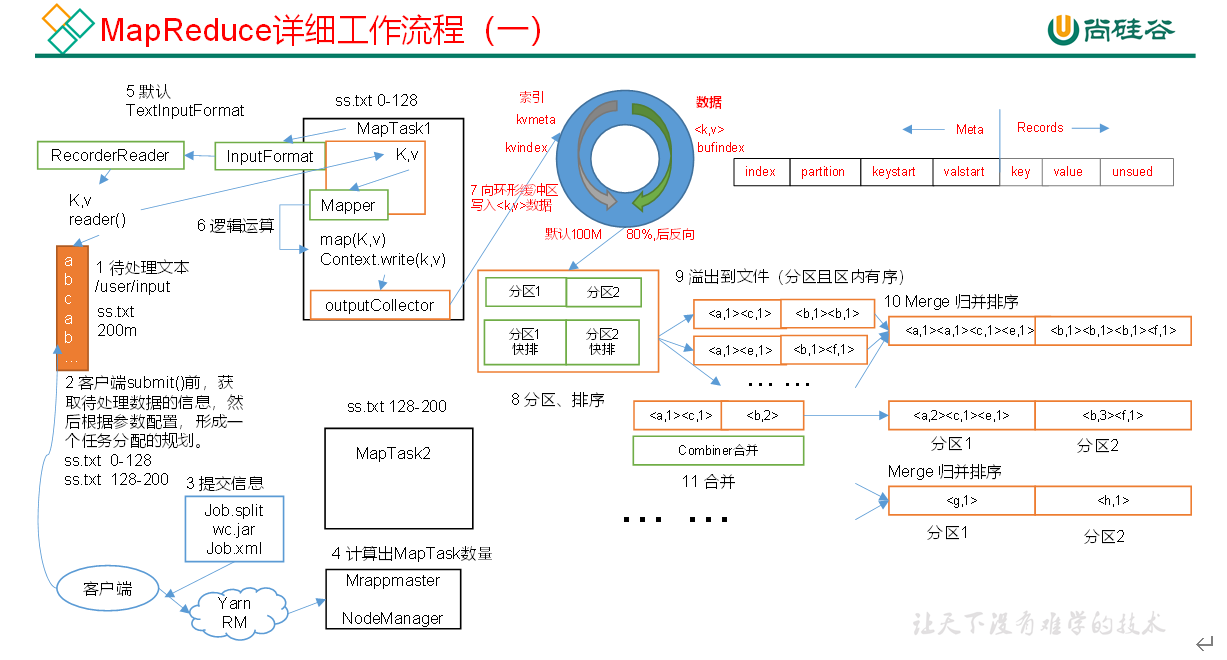 MapReduce详细工作流程（一）
尚硅谷
5 默认
TextInputFormat
ss.txt 0-128
MapTask1
RecorderReader
InputFormat
K,v
K,v
reader()
Mapper
6 逻辑运算
map(K,v)
Context.write(k,v)
outputCollector
1 待处理文本
/user/input
ss.txt
200m
a
b
c
a
b
...
2 客户端submit()前，获
取待处理数据的信息，然
后根据参数配置，形成一
个任务分配的规划。
ss.txt 0-128
ss.txt 128-200
3 提交信息
Job.split
wc.jar
Job.xml
客户端
Yarn
RM
ss.txt 128-200
MapTask2
4 计算出MapTask数量
Mrappmaster
NodeManager
索引
kvmeta
kvindex
数据
<k,v>
bufindex
7 向环形缓冲区
写入<k,v>数据
默认100M
80%,后反向
Meta
Records
index partition keystart valstart key value unsued
分区1 分区2
分区1
快排
分区2
快排
8 分区、排序
9 溢出到文件（分区且区内有序）
<a,1><c,1> <b,1><b,1>
<a,1><e,1> <b,1><f,1>
... ...
10 Merge 归并排序
<a,1><a,1><c,1><e,1> <b,1><b,1><b,1><f,1>
<a,1><c,1> <b,2>
Combiner合并
11 合并
<a,2><c,1><e,1> <b,3><f,1>
分区1 分区2
Merge 归并排序
<g,1> <h,1>
分区1 分区2
... ...
让天下没有难学的技术